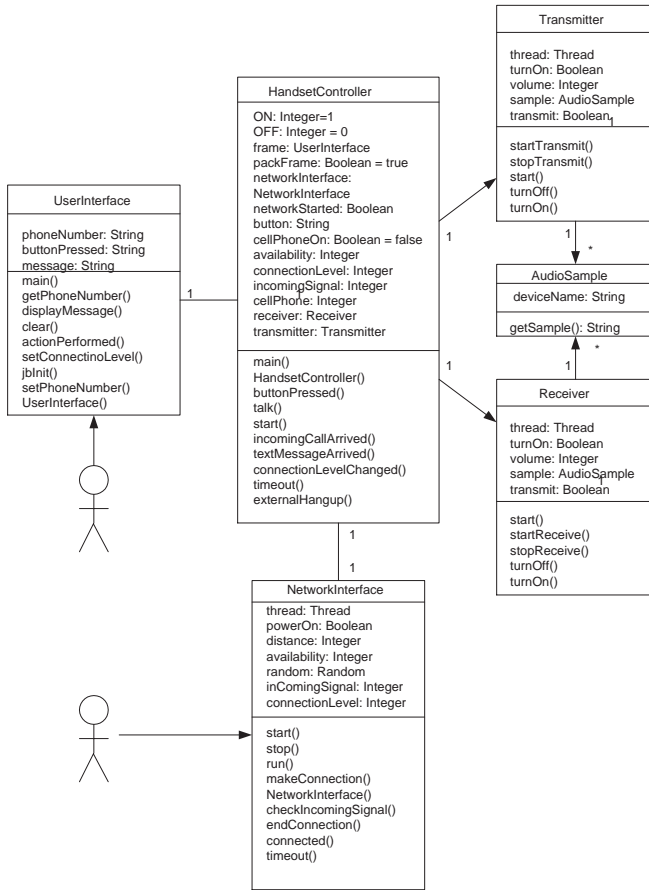 Transmitter
thread: Thread
turnOn: Boolean
volume: Integer
sample: AudioSample
transmit: Boolean
1
startTransmit()
stopTransmit()
start()
turnOff()
turnOn()
HandsetController
ON: Integer=1
OFF: Integer = 0
frame: UserInterface
packFrame: Boolean = true
networkInterface:
NetworkInterface
networkStarted: Boolean
button: String
cellPhoneOn: Boolean = false
availability: Integer
connectionLevel: Integer
incomingSignal: Integer
cellPhone: Integer
1
receiver: Receiver
transmitter: Transmitter
main()
HandsetController()
buttonPressed()
talk()
start()
incomingCallArrived()
textMessageArrived()
connectionLevelChanged()
timeout()
externalHangup()
UserInterface
phoneNumber: String
buttonPressed: String
message: String
main()
getPhoneNumber()
displayMessage()
clear()
actionPerformed()
setConnectinoLevel()
jbInit()
setPhoneNumber()
UserInterface()
1
1
1
1
*
AudioSample
deviceName: String
getSample(): String
*
1
Receiver
thread: Thread
turnOn: Boolean
volume: Integer
sample: AudioSample
1
transmit: Boolean
start()
startReceive()
stopReceive()
turnOff()
turnOn()
1
1
NetworkInterface
thread: Thread
powerOn: Boolean
distance: Integer
availability: Integer
random: Random
inComingSignal: Integer
connectionLevel: Integer
start()
stop()
run()
makeConnection()
NetworkInterface()
checkIncomingSignal()
endConnection()
connected()
timeout()